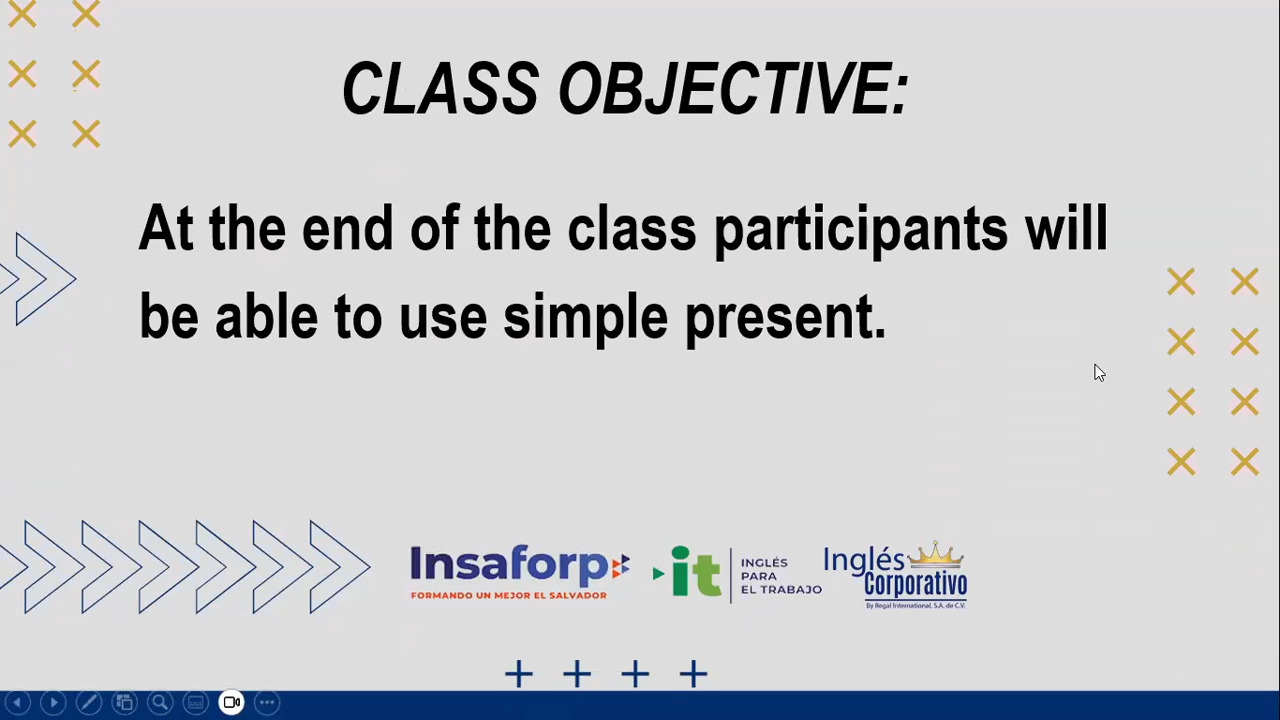 CLASS OBJECTIVE:
At the end of the class participants will
be able to use simple present.
Insaforp
FORMANDO UN MEJOR EL SALVADOR
it
INGLÉS
PARA
EL TRABAJO
Inglés
Corporativo
By Regal International, S.A. de C.V.